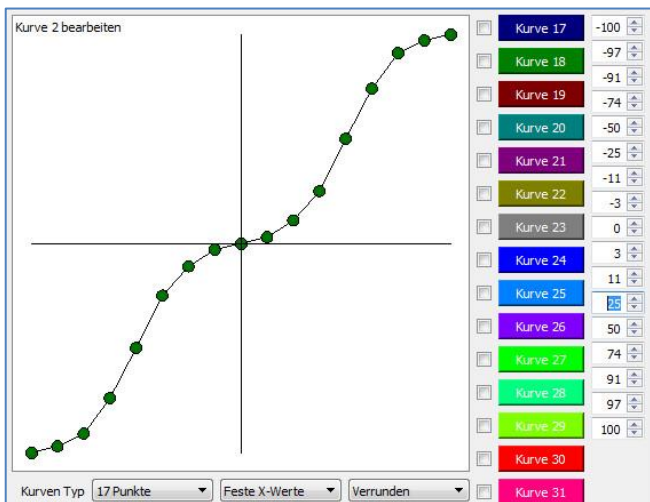 Kurve 2 bearbeiten
Kurve 17
Kurve 18
Kurve 19
Kurve 20
Kurve 21
Kurve 22
Kurve 23
Kurve 24
Kurve 25
Kurve 26
Kurve 27
Kurve 28
Kurve 29
Kurve 30
Kurve 31
-100
-97
-91
-74
-50
-25
-11
-3
0
3
11
25
50
74
91
97
100
Kurven Typ 17 Punkte Feste X-Werte Verrunden